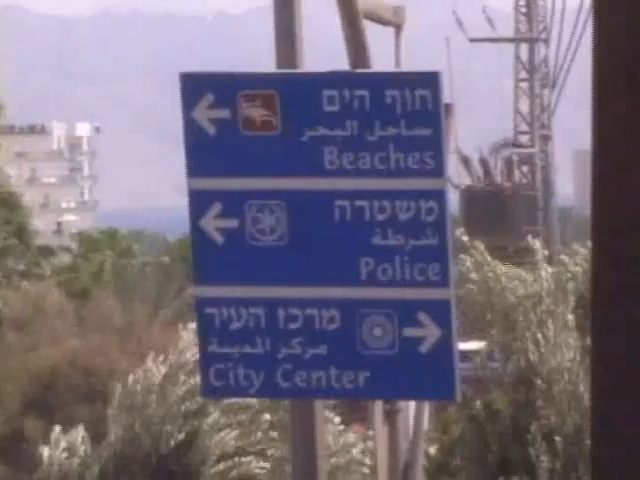 חוף הים
ساحل البحر
Beaches
משטרה
شرطة
Police
מרכז העיר
مركز المدينة
City Center